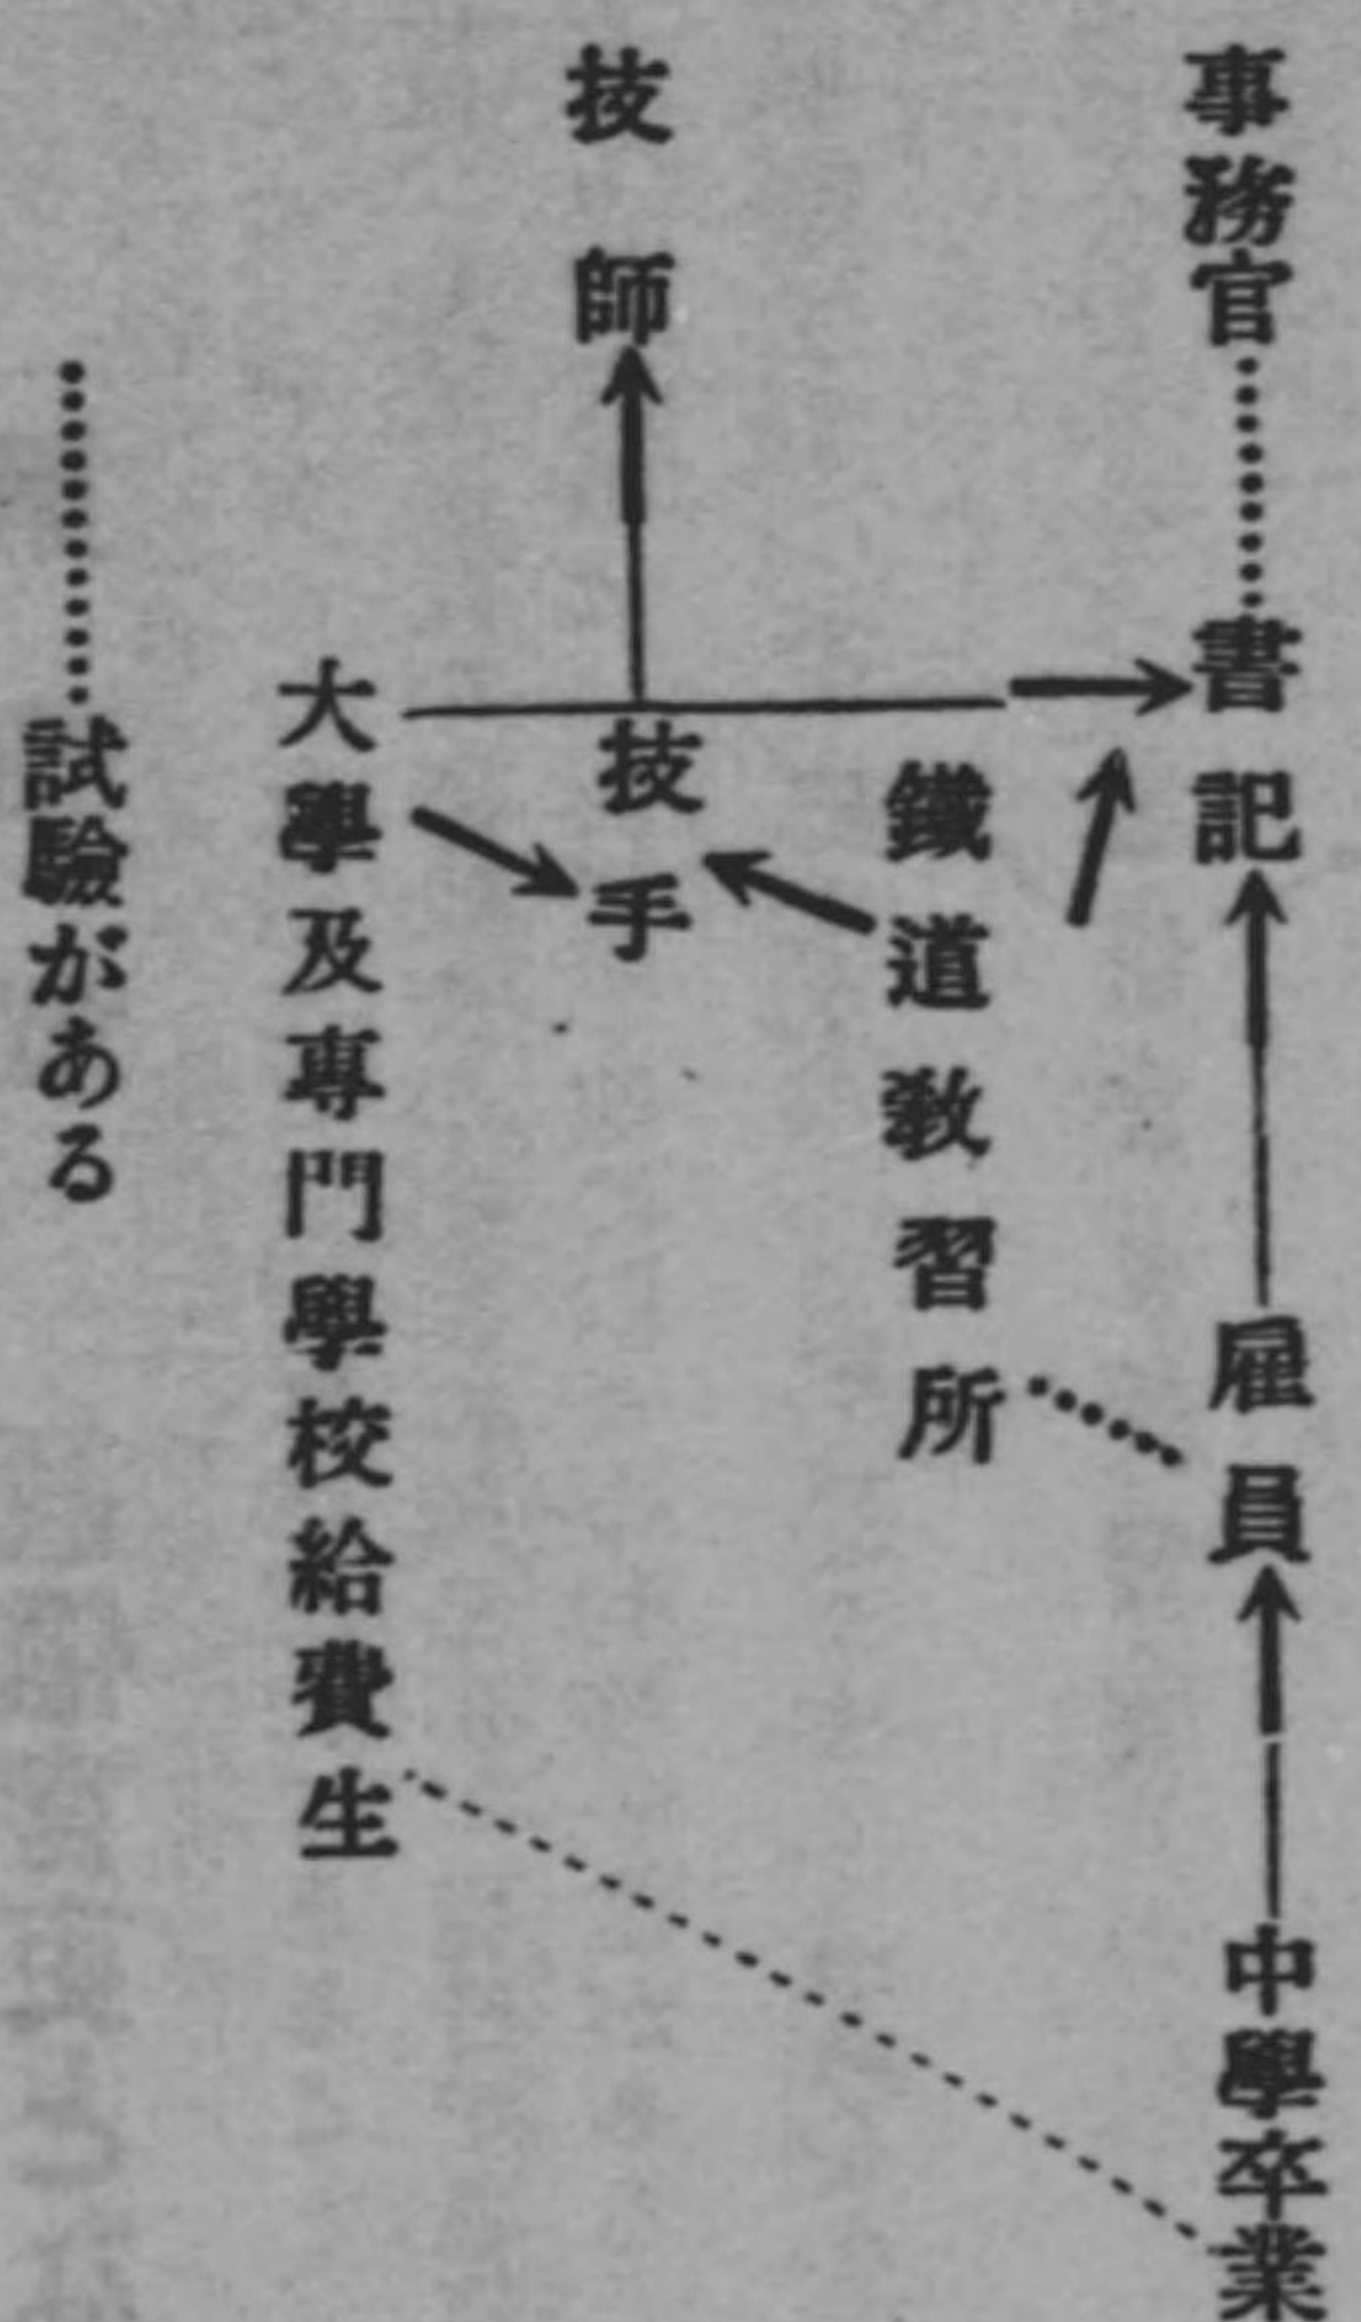 事務官………書記
雇員
中學卒業
鐵道教習所
技師
技手
大學及專門學校給費生
………試驗がある